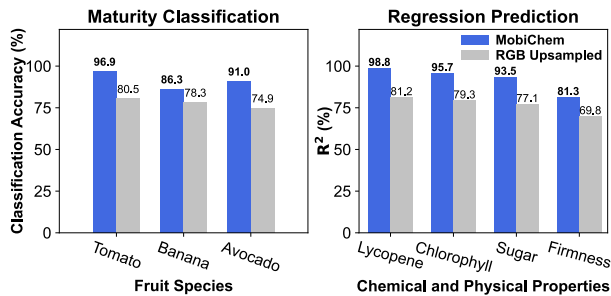 Maturity Classification
Classification Accuracy (%)
100
75
50
25
0
96.9
80.5
86.3
78.3
91.0
74.9
Tomato
Banana
Avocado
Fruit Species
Regression Prediction
MobiChem
RGB Upsampled
R² (%)
100
75
50
25
0
98.8
81.2
95.7
79.3
93.5
77.1
81.3
69.8
Lycopene
Chlorophyll
Sugar
Firmness
Chemical and Physical Properties